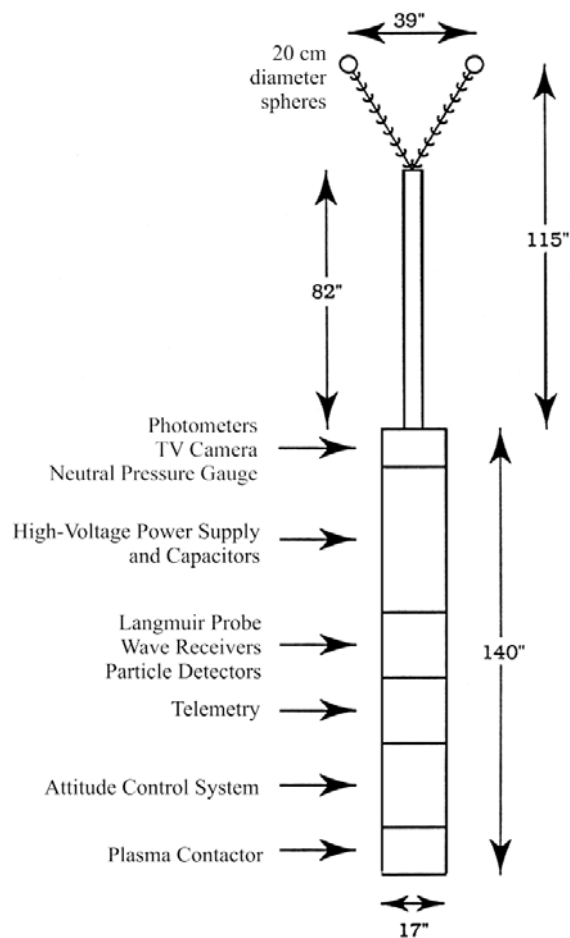 39"
20 cm
diameter
spheres
115"
82"
Photometers
TV Camera
Neutral Pressure Gauge
High-Voltage Power Supply
and Capacitors
Langmuir Probe
Wave Receivers
Particle Detectors
140"
Telemetry
Attitude Control System
Plasma Contactor
17"